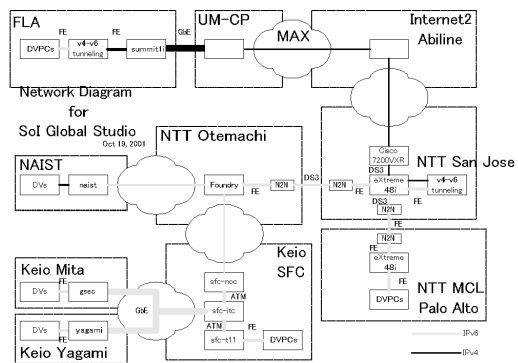 FLA
FE
FE
GbE
DVPCs
v4-v6
tunneling
summit1i
UM-CP
MAX
Internet2
Abiline
Network Diagram
for
SoI Global Studio
Oct 19, 2001
NTT Otemachi
Cisco
7200VXR
DS3
NTT San Jose
NAIST
DVs
naist
Foundry
FE
N2N
DS3
N2N
FE
eXtreme
48i
FE
v4-v6
tunneling
FE
DS3
N2N
FE
N2N
FE
eXtreme
48i
DVPCs
NTT MCL
Palo Alto
Keio
SFC
sfc-noc
ATM
sfc-itc
ATM
FE
sfc-t11
DVPCs
Keio Mita
FE
DVs
gsec
GbE
FE
DVs
yagami
Keio Yagami
IPv6
IPv4